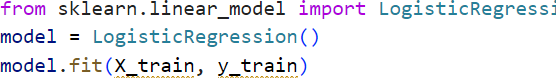 from sklearn.linear_model import LogisticRegressi
model = LogisticRegression()
model.fit(X_train, y_train)